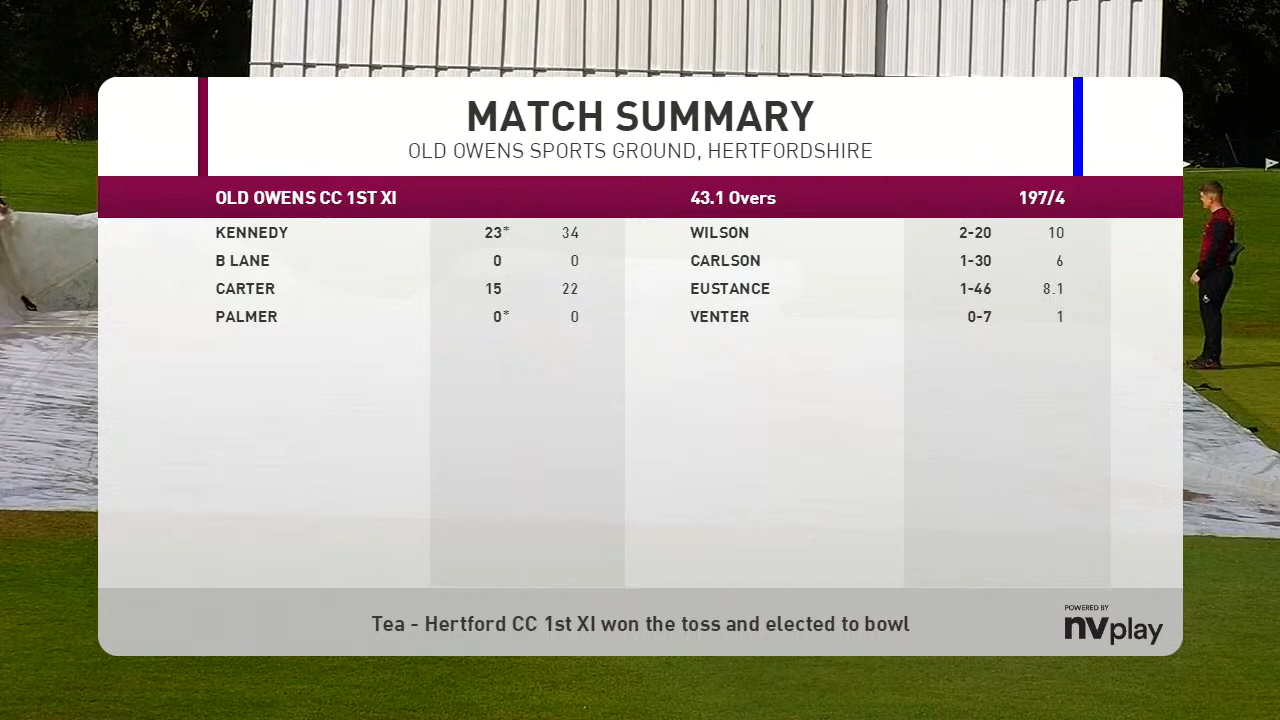 MATCH SUMMARY
OLD OWENS SPORTS GROUND, HERTFORDSHIRE
OLD OWENS CC 1ST XI 43.1 Overs 197/4
KENNEDY 23* 34 WILSON 2-20 10
B LANE 0 0 CARLSON 1-30 6
CARTER 15 22 EUSTANCE 1-46 8.1
PALMER 0* 0 VENTER 0-7 1
Tea - Hertford CC 1st XI won the toss and elected to bowl
POWERED BY
nvplay